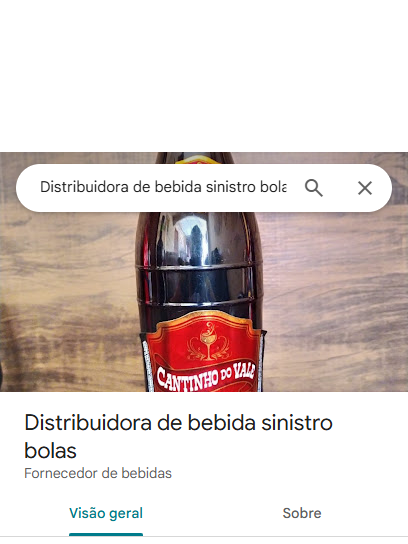 Distribuidora de bebida sinistro bola
CANTINHO DO VALE
Distribuidora de bebida sinistro
bolas
Fornecedor de bebidas
Visão geral
Sobre